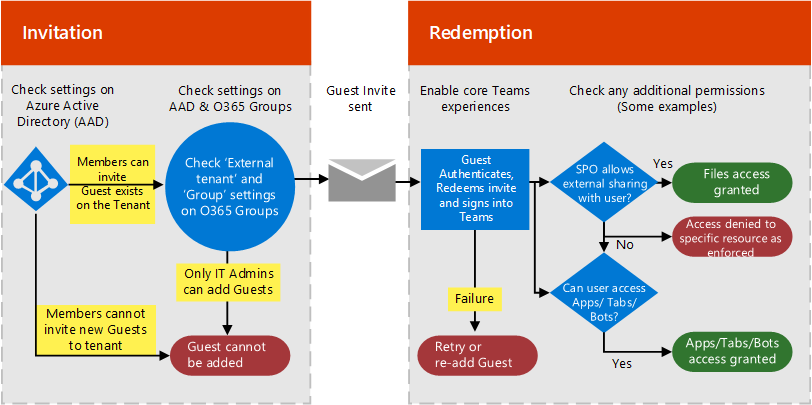 Invitation
Check settings on
Azure Active
Directory (AAD)
Check settings on
AAD & O365 Groups
Members can
invite
Guest exists
on the Tenant
Check ‘External
tenant’ and
‘Group’ settings
on O365 Groups
Only IT Admins
can add Guests
Members cannot
invite new Guests
to tenant
Guest cannot
be added
Guest Invite
sent
Redemption
Enable core Teams
experiences
Check any additional permissions
(Some examples)
Guest
Authenticates,
Redeems invite
and signs into
Teams
SPO allows
external sharing
with user?
Yes
Files access
granted
No
Access denied to
specific resource as
enforced
Failure
Can user access
Apps/ Tabs/
Bots?
Retry or
re-add Guest
Yes
Apps/Tabs/Bots
access granted